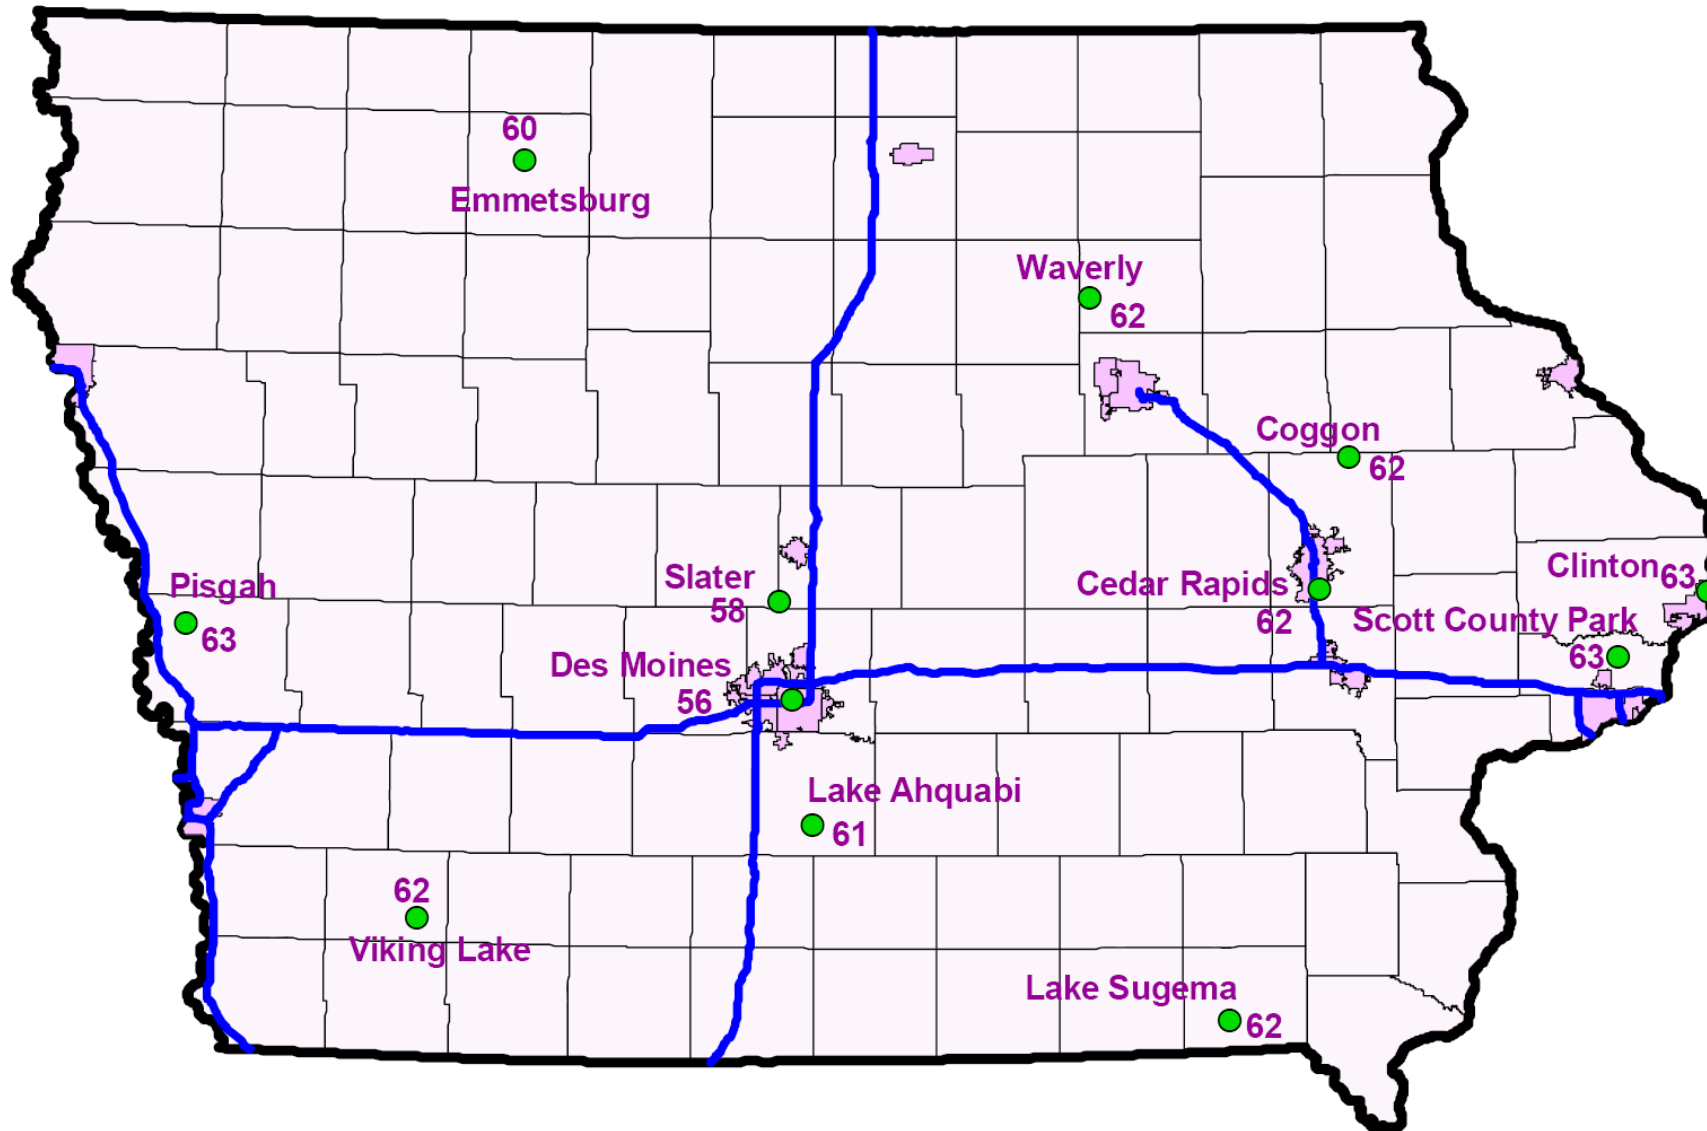 60
Emmetsburg
Waverly
62
Coggon
62
Clinton 63
Pisgah
63
Slater
58
Cedar Rapids
62
Scott County Park
63
Des Moines
56
Lake Ahquabi
61
62
Viking Lake
Lake Sugema
62